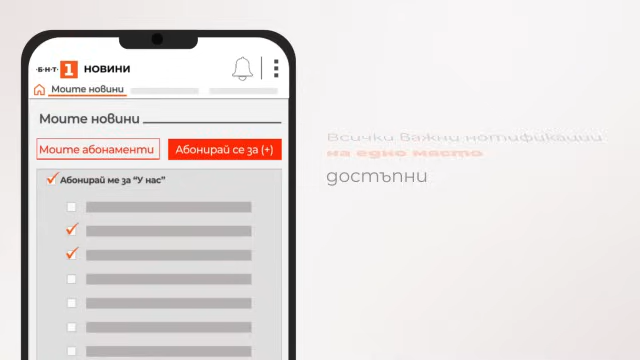 ·Б·Н·Т· 1 НОВИНИ
Моите новини
Моите новини
Моите абонаменти
Абонирай се за (+)
Абонирай ме за "У нас"
Всички важни нотификации
на едно място
достъпни